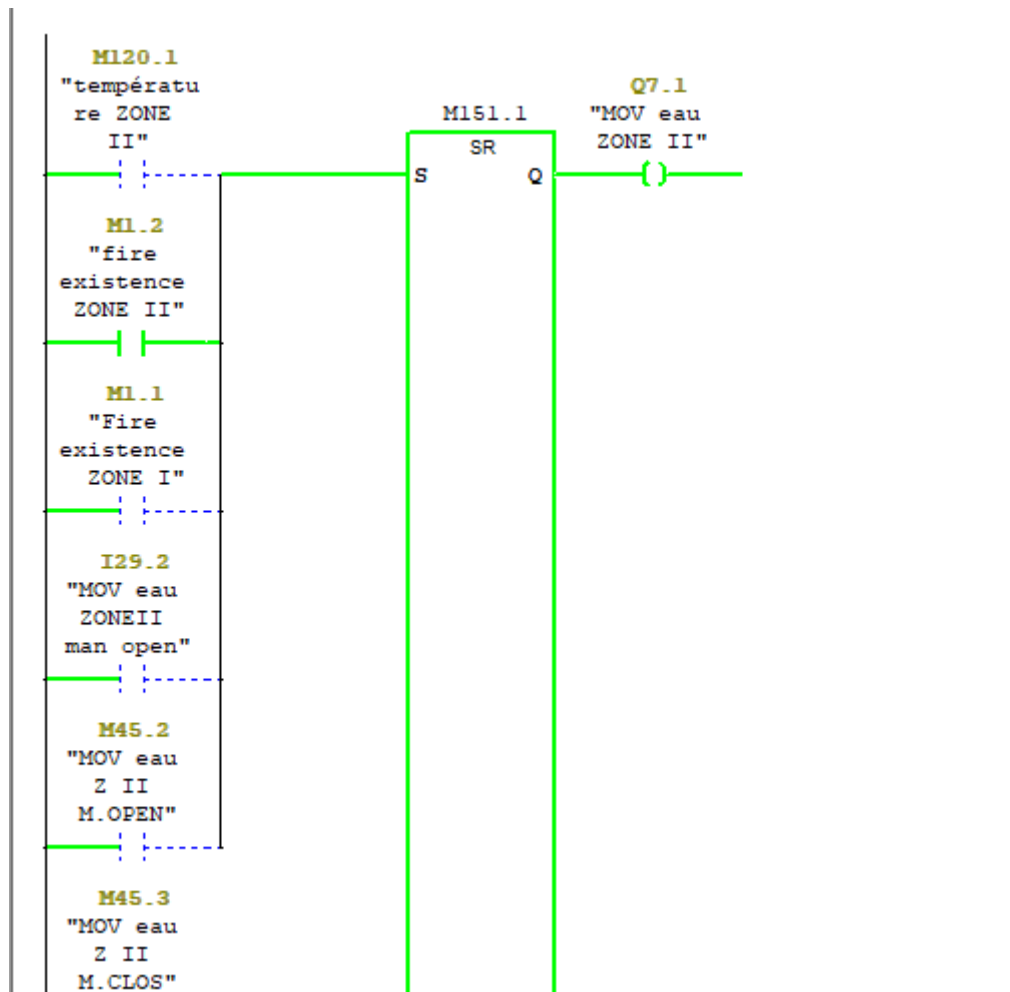 M120.1
"températu
re ZONE
II"
M151.1
SR
S
Q
Q7.1
"MOV eau
ZONE II"
M1.2
"fire
existence
ZONE II"
M1.1
"Fire
existence
ZONE I"
I29.2
"MOV eau
ZONEII
man open"
M45.2
"MOV eau
Z II
M.OPEN"
M45.3
"MOV eau
Z II
M.CLOS"